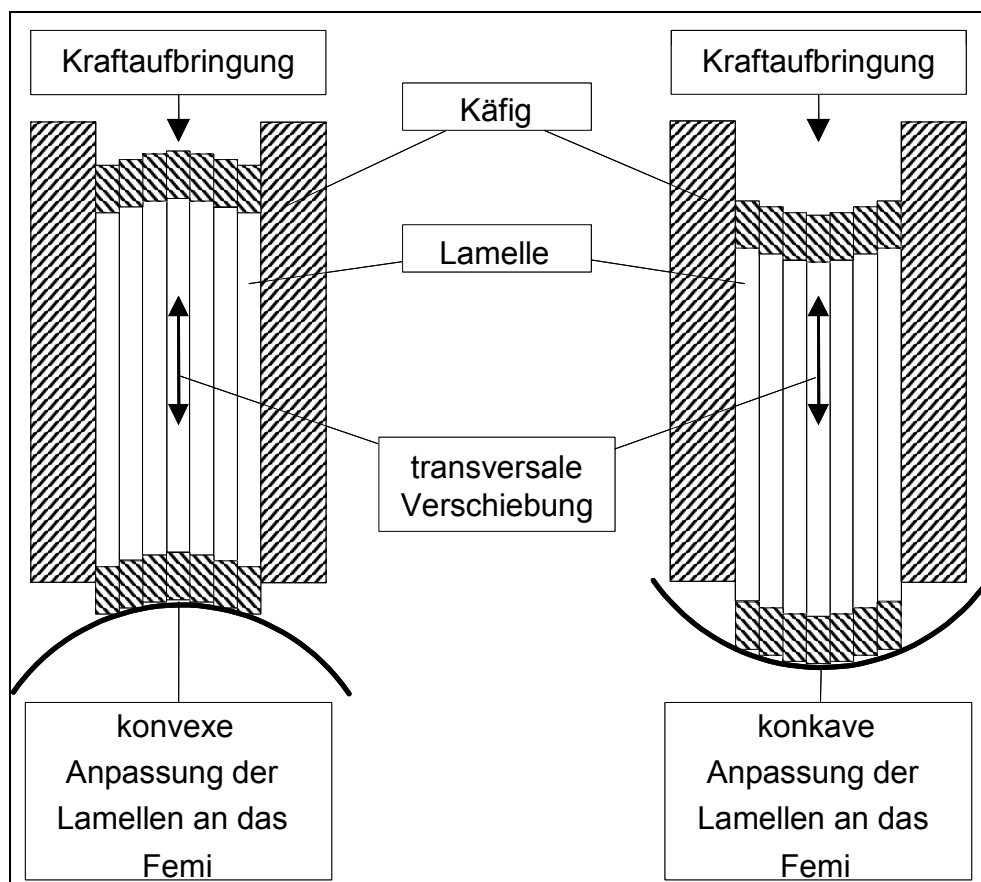 Kraftaufbringung
Kraftaufbringung
Käfig
Lamelle
transversale
Verschiebung
konvexe
Anpassung der
Lamellen an das
Femi
konkave
Anpassung der
Lamellen an das
Femi